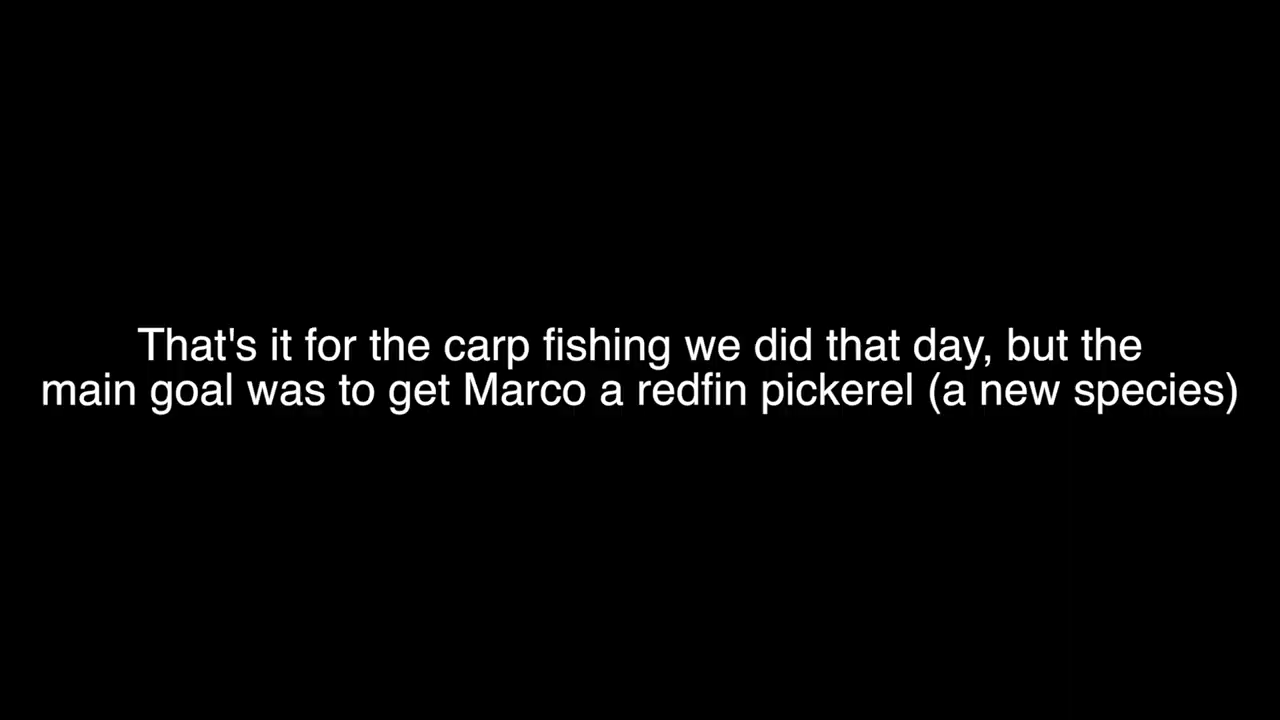 That's it for the carp fishing we did that day, but the
main goal was to get Marco a redfin pickerel (a new species)